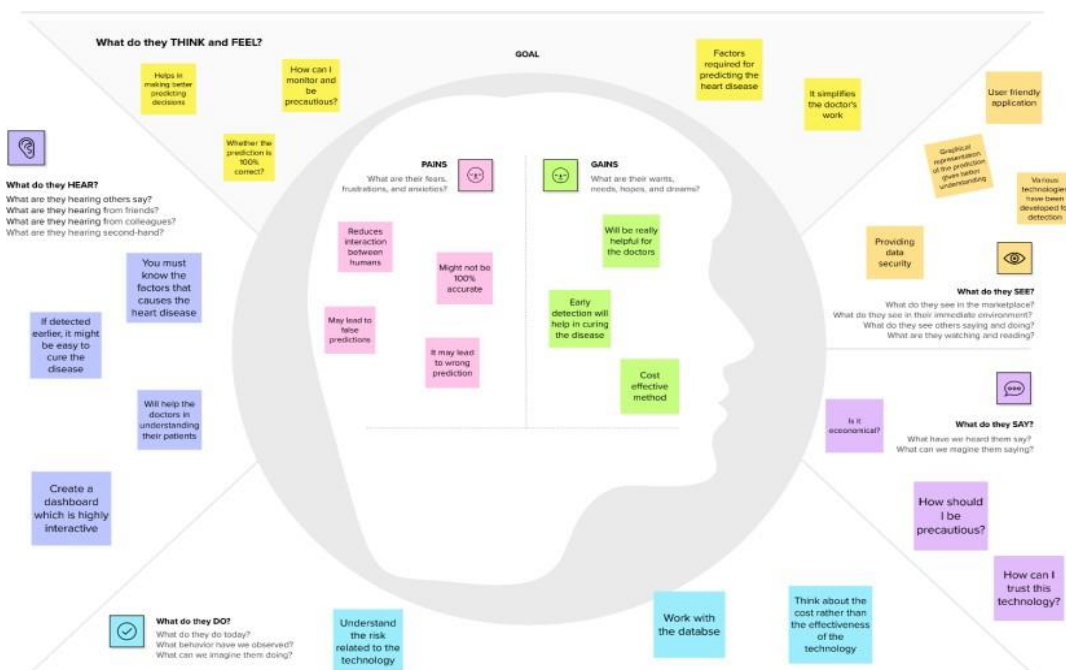 What do they THINK and FEEL?
GOAL
Helps in
making better
predicting
decisions
How can I
monitor and
be
precautious?
Whether the
prediction is
100%
correct?
Factors
required for
predicting the
heart disease
It simplifies
the doctor's
work
User friendly
application
Graphical
representation
of the prediction
gives better
understanding
Various
technologies
have been
developed for
detection
Providing
data
security
What do they HEAR?
What are they hearing others say?
What are they hearing from friends?
What are they hearing from colleagues?
What are they hearing second-hand?
You must
know the
factors that
causes the
heart disease
If detected
earlier, it might
be easy to
cure the
disease
Will help the
doctors in
understanding
their patients
Create a
dashboard
which is highly
interactive
PAINS
What are their fears,
frustrations, and anxieties?
Reduces
interaction
between
humans
Might not be
100%
accurate
May lead to
false
predictions
It may lead
to wrong
prediction
GAINS
What are their wants,
needs, hopes, and dreams?
Will be really
helpful for
the doctors
Early
detection will
help in curing
the disease
Cost
effective
method
What do they SEE?
What do they see in the marketplace?
What do they see in their immediate environment?
What do they see others saying and doing?
What are they watching and reading?
What do they SAY?
What have we heard them say?
What can we magine them saying?
Is it
ecconomical?
How should
I be
precautious?
How can I
trust this
technology?
What do they DO?
What do they do today?
What behavior have we observed?
What can we imagine them doing?
Understand
the risk
related to the
technology
Work with
the databse
Think about the
cost rather than
the effectiveness
of the
technology